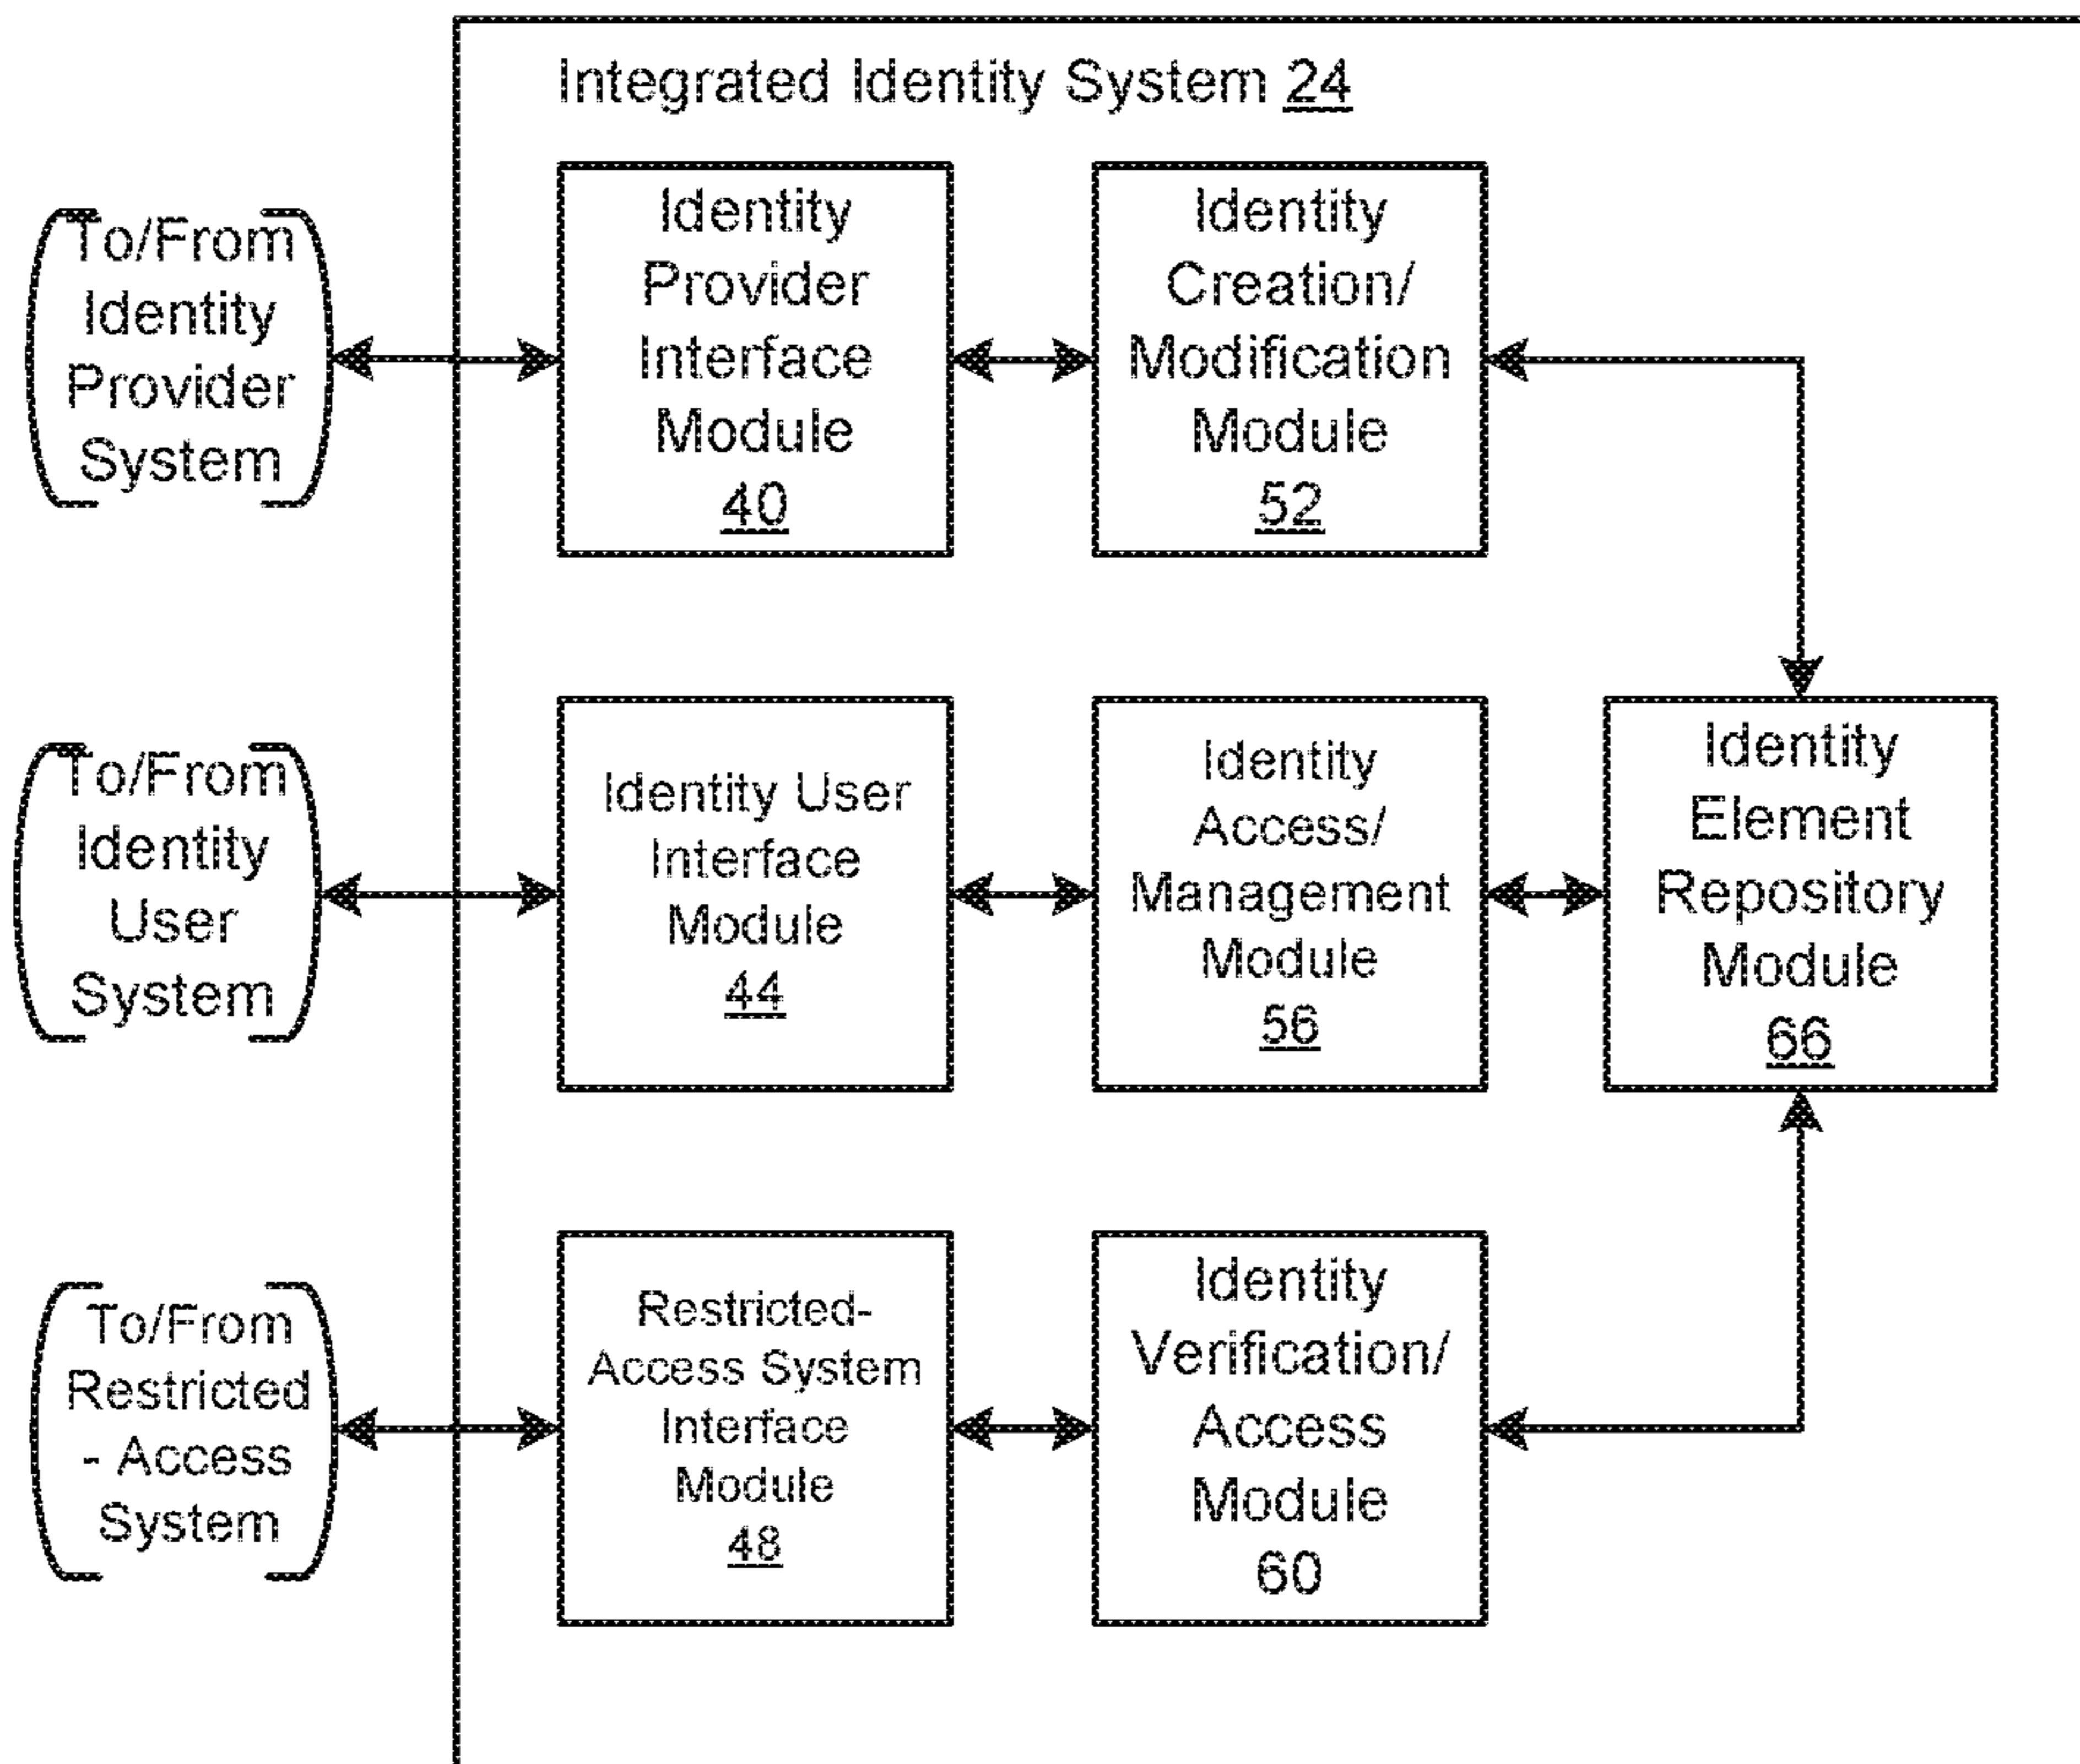 Integrated Identity System 24
To/From
Identity
Provider
System
Identity
Provider
Interface
Module
40
Identity
Creation/
Modification
Module
52
To/From
Identity
User
System
Identity User
Interface
Module
44
Identity
Access/
Management
Module
56
Identity
Element
Repository
Module
66
To/From
Restricted
- Access
System
Restricted-
Access System
Interface
Module
48
Identity
Verification/
Access
Module
60